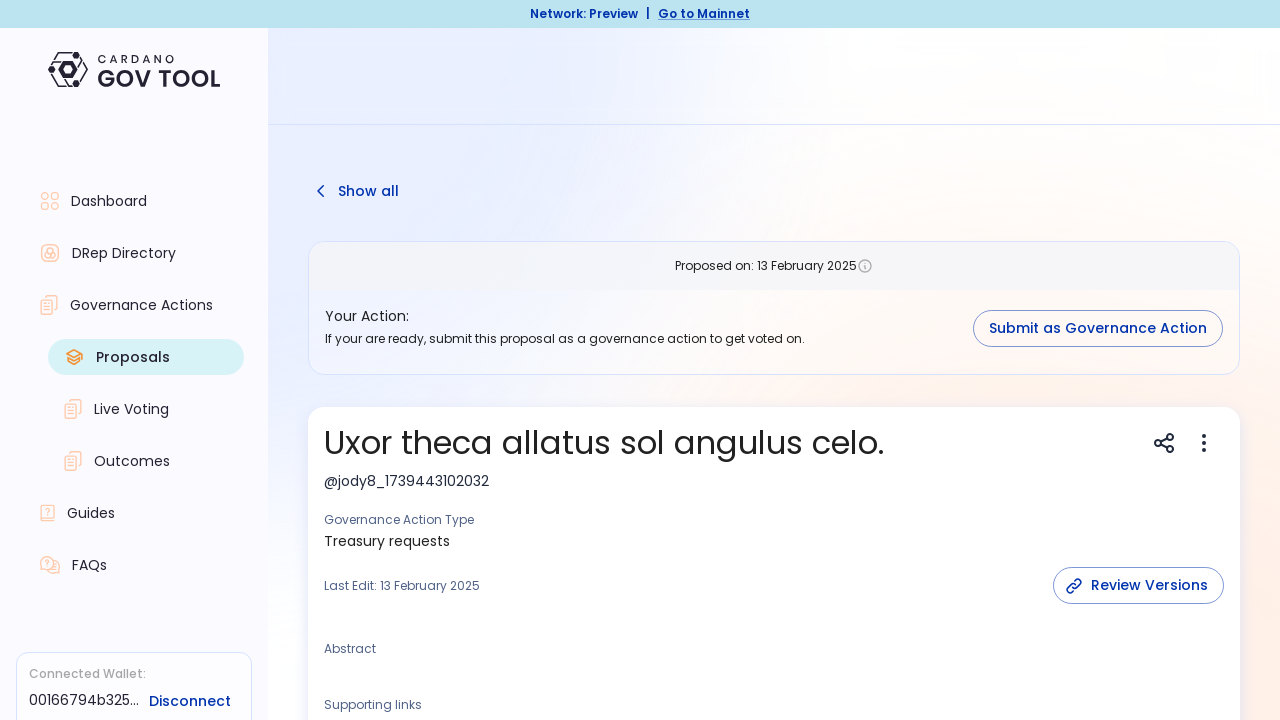 Network: Preview | Go to Mainnet
CARDANO
GOV TOOL
Dashboard
DRep Directory
Governance Actions
Proposals
Live Voting
Outcomes
Guides
FAQs
Connected Wallet:
00166794b325...
Disconnect
Show all
Proposed on: 13 February 2025
Your Action:
If your are ready, submit this proposal as a governance action to get voted on.
Submit as Governance Action
Uxor theca allatus sol angulus celo.
@jody8_1739443102032
Governance Action Type
Treasury requests
Last Edit: 13 February 2025
Review Versions
Abstract
Supporting links